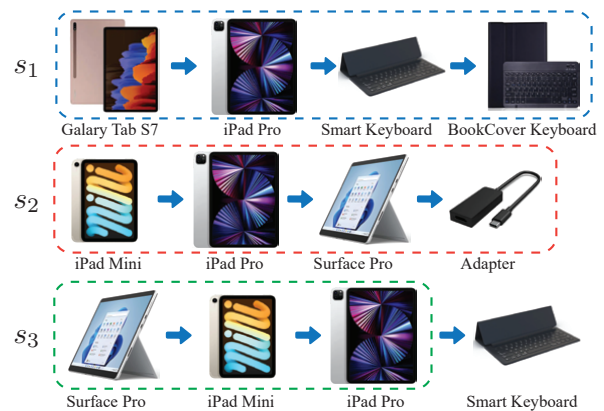 s1
Galary Tab S7 iPad Pro Smart Keyboard BookCover Keyboard
s2
iPad Mini iPad Pro Surface Pro Adapter
s3
Surface Pro iPad Mini iPad Pro Smart Keyboard